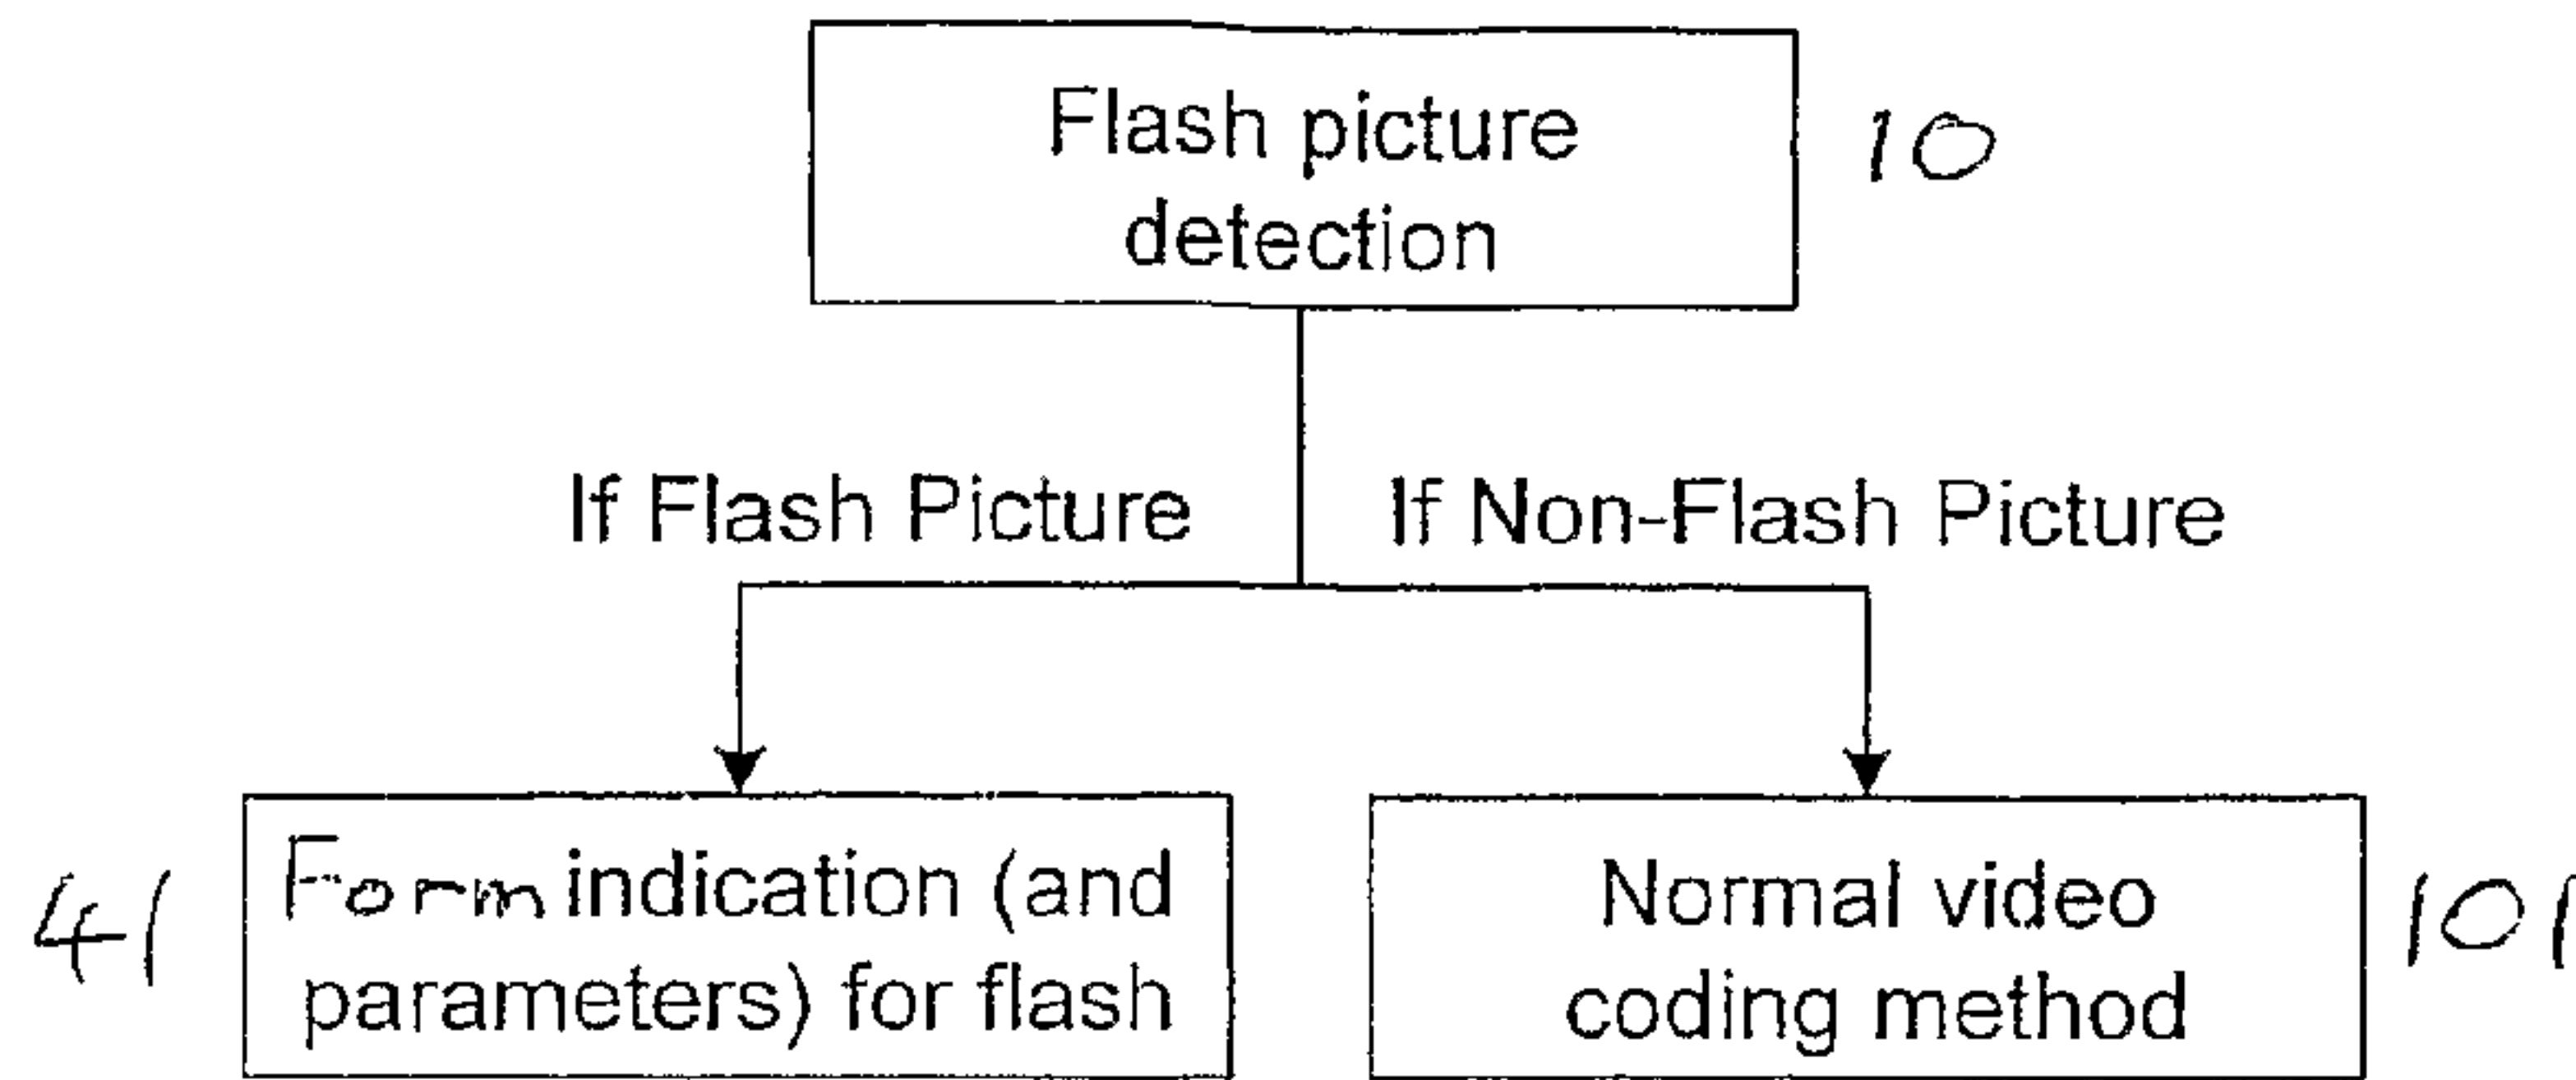 Flash picture
detection
10
If Flash Picture
If Non-Flash Picture
41
Form indication (and
parameters) for flash
Normal video
coding method
101